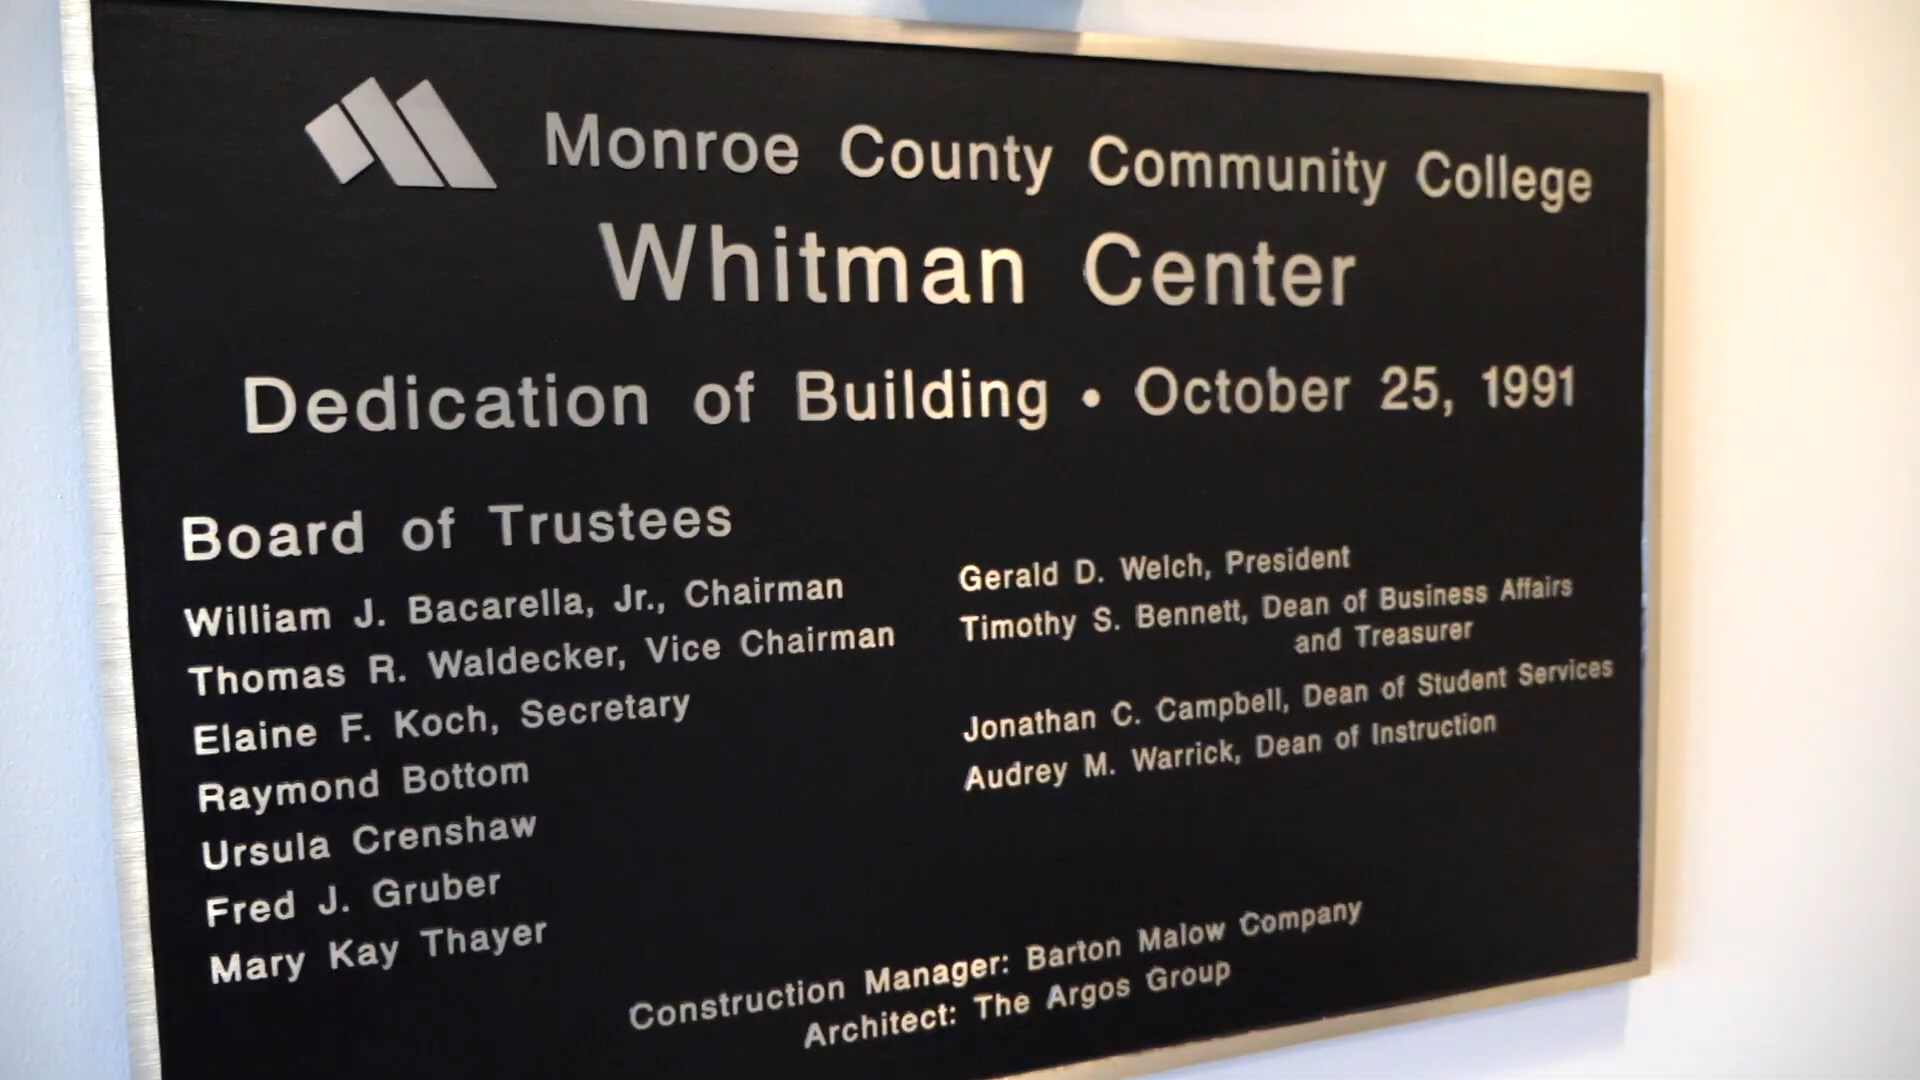 Monroe County Community College
Whitman Center
Dedication of Building • October 25, 1991
Board of Trustees
William J. Bacarella, Jr., Chairman
Thomas R. Waldecker, Vice Chairman
Elaine F. Koch, Secretary
Raymond Bottom
Ursula Crenshaw
Fred J. Gruber
Mary Kay Thayer
Gerald D. Welch, President
Timothy S. Bennett, Dean of Business Affairs
and Treasurer
Jonathan C. Campbell, Dean of Student Services
Audrey M. Warrick, Dean of Instruction
Construction Manager: Barton Malow Company
Architect: The Argos Group